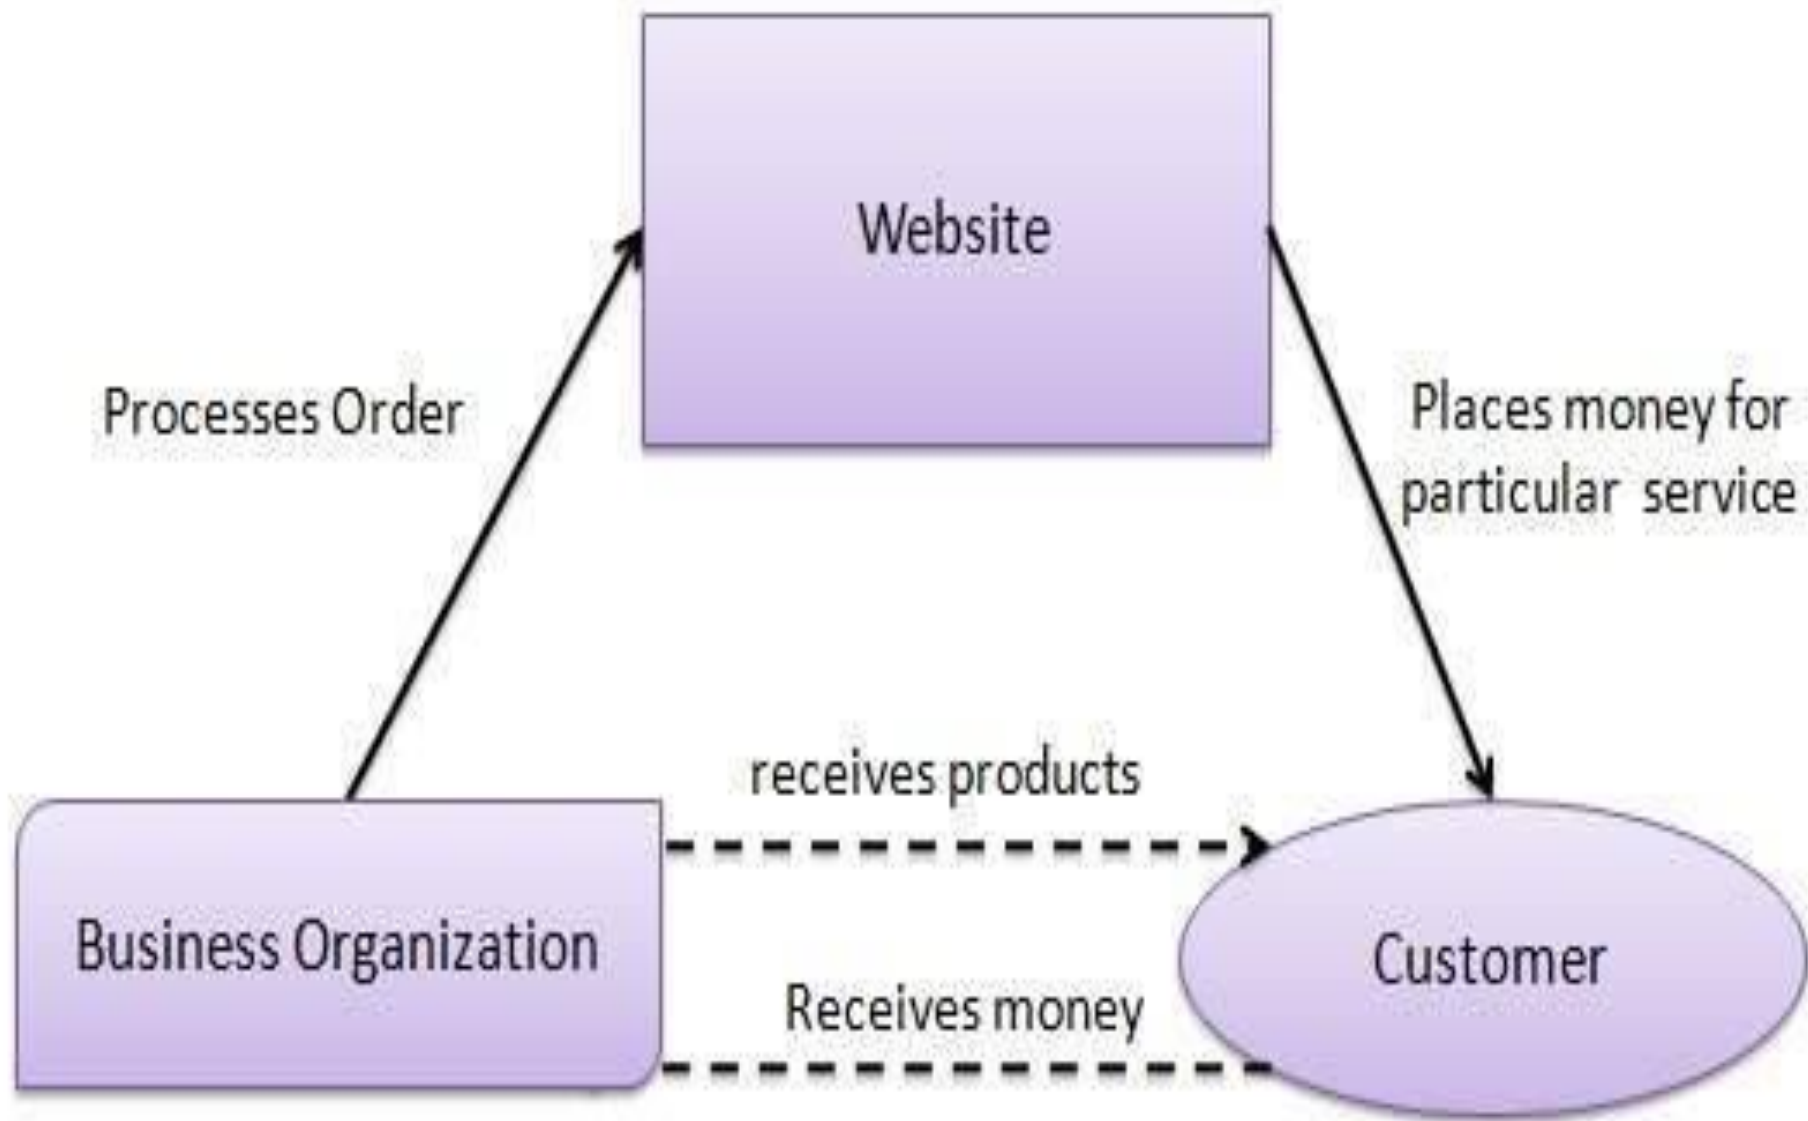 Website
Processes Order
Places money for
particular service
receives products
Business Organization
Customer
Receives money